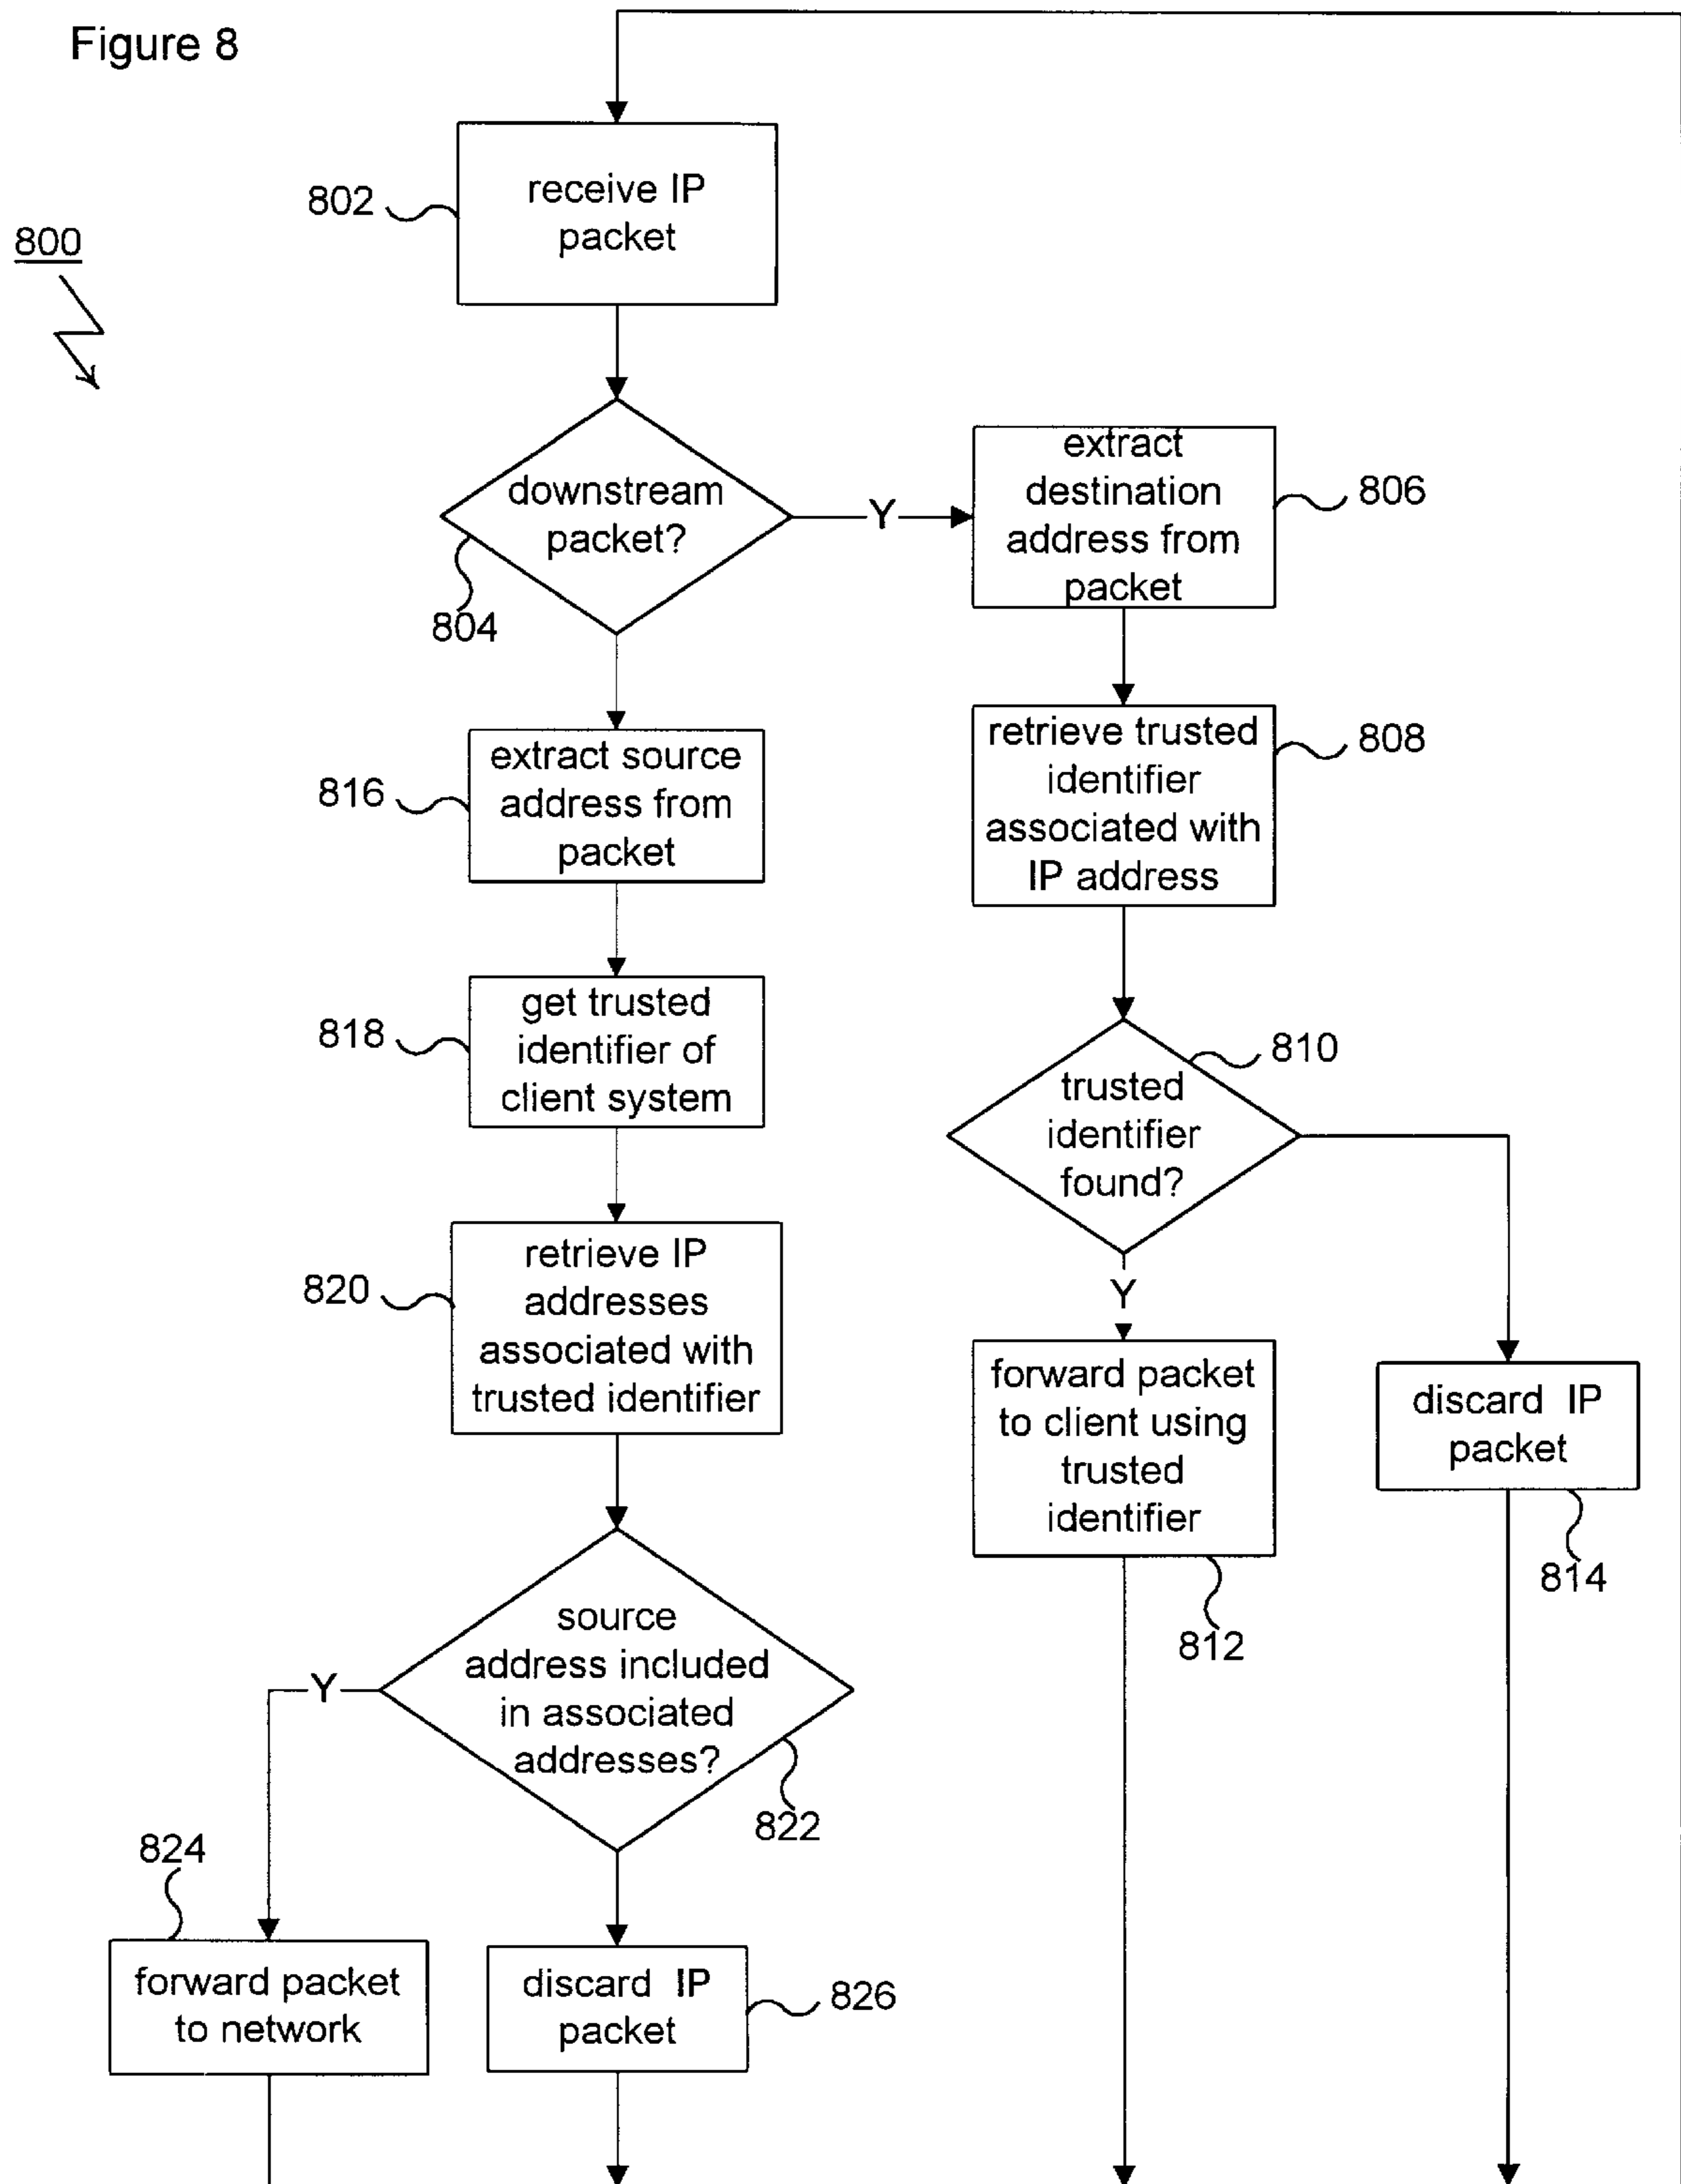 Figure 8
800
802
receive IP
packet
downstream
packet?
804
Y
extract
destination
address from
packet
806
816
extract source
address from
packet
retrieve trusted
identifier
associated with
IP address
808
818
get trusted
identifier of
client system
810
trusted
identifier
found?
Y
820
retrieve IP
addresses
associated with
trusted identifier
forward packet
to client using
trusted
identifier
812
discard IP
packet
814
source
address included
in associated
addresses?
822
Y
824
forward packet
to network
discard IP
packet
826